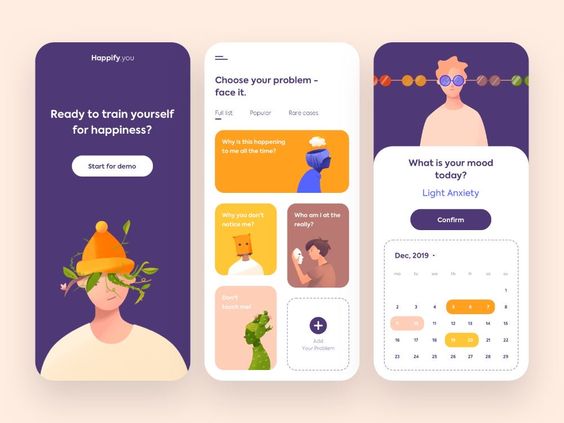 Happify.you
Ready to train yourself
for happiness?
Start for demo
Choose your problem -
face it.
Full list
Popular
Rare cases
Why is this happening
to me all the time?
Why you don't
notice me?
Who am I at the
really?
Don't
touch me!
Add
Your Problem
What is your mood
today?
Light Anxiety
Confirm
Dec, 2019
mo tu we th fr sa su
1
2 3 4 5 6 7 8
9 10 11 12 13 14 15
16 17 18 19 20 21 22
23 24 25 26 27 28 29